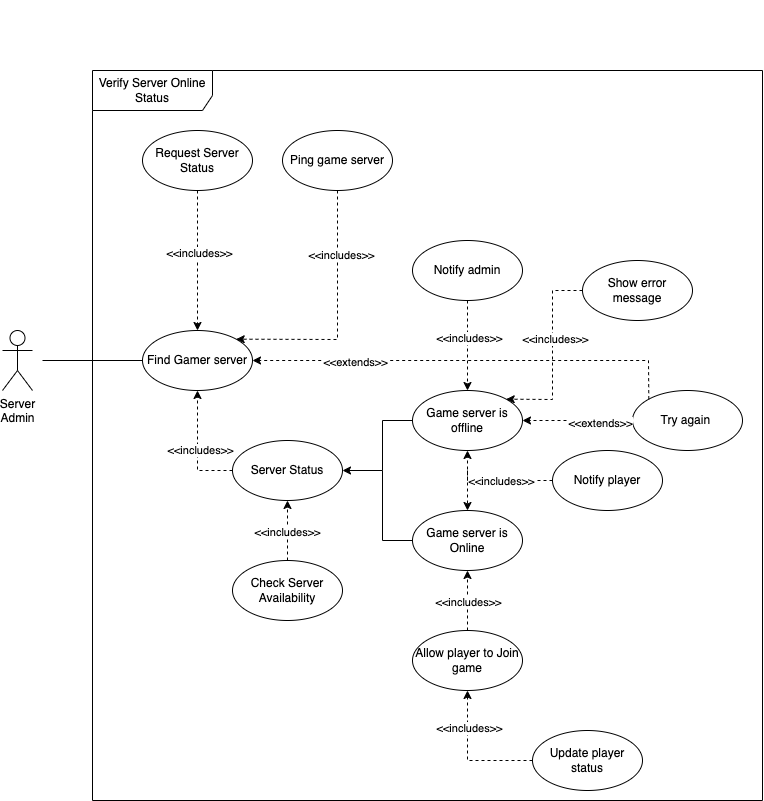 Verify Server Online
Status
Request Server
Status
Ping game server
<<includes>>
<<includes>>
Notify admin
Show error
message
<<includes>>
<<includes>>
Find Gamer server
<<extends>>
Server
Admin
Game server is
offline
<<extends>>
Try again
<<includes>>
Server Status
<<includes>>
Notify player
<<includes>>
Game server is
Online
Check Server
Availability
<<includes>>
Allow player to Join
game
<<includes>>
Update player
status